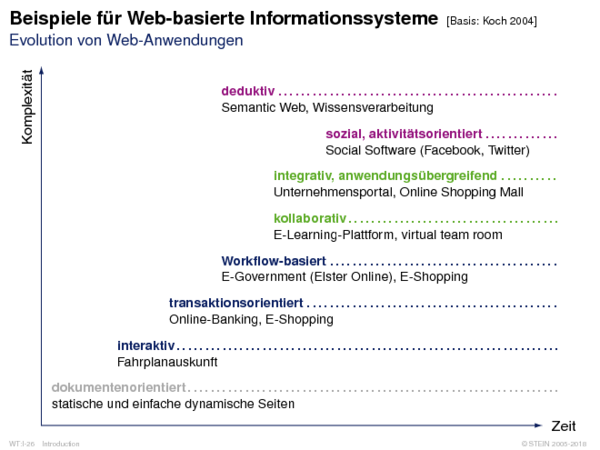 Beispiele für Web-basierte Informationssysteme [Basis: Koch 2004]
Evolution von Web-Anwendungen
Komplexität
deduktiv
Semantic Web, Wissensverarbeitung
sozial, aktivitätsorientiert
Social Software (Facebook, Twitter)
integrativ, anwendungsübergreifend
Unternehmensportal, Online Shopping Mall
kollaborativ
E-Learning-Plattform, virtual team room
Workflow-basiert
E-Government (Elster Online), E-Shopping
transaktionsorientiert
Online-Banking, E-Shopping
interaktiv
Fahrplanauskunft
dokumentenorientiert
statische und einfache dynamische Seiten
Zeit
WT:I-26 Introduction © STEIN 2005-2018